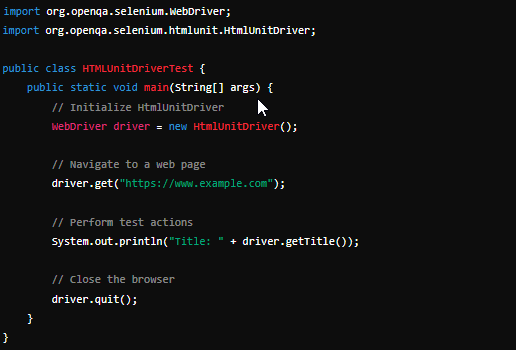 import org.openqa.selenium.WebDriver;
import org.openqa.selenium.htmlunit.HtmlUnitDriver;

public class HTMLUnitDriverTest {
    public static void main(String[] args) {
        // Initialize HtmlUnitDriver
        WebDriver driver = new HtmlUnitDriver();

        // Navigate to a web page
        driver.get("https://www.example.com");

        // Perform test actions
        System.out.println("Title: " + driver.getTitle());

        // Close the browser
        driver.quit();
    }
}